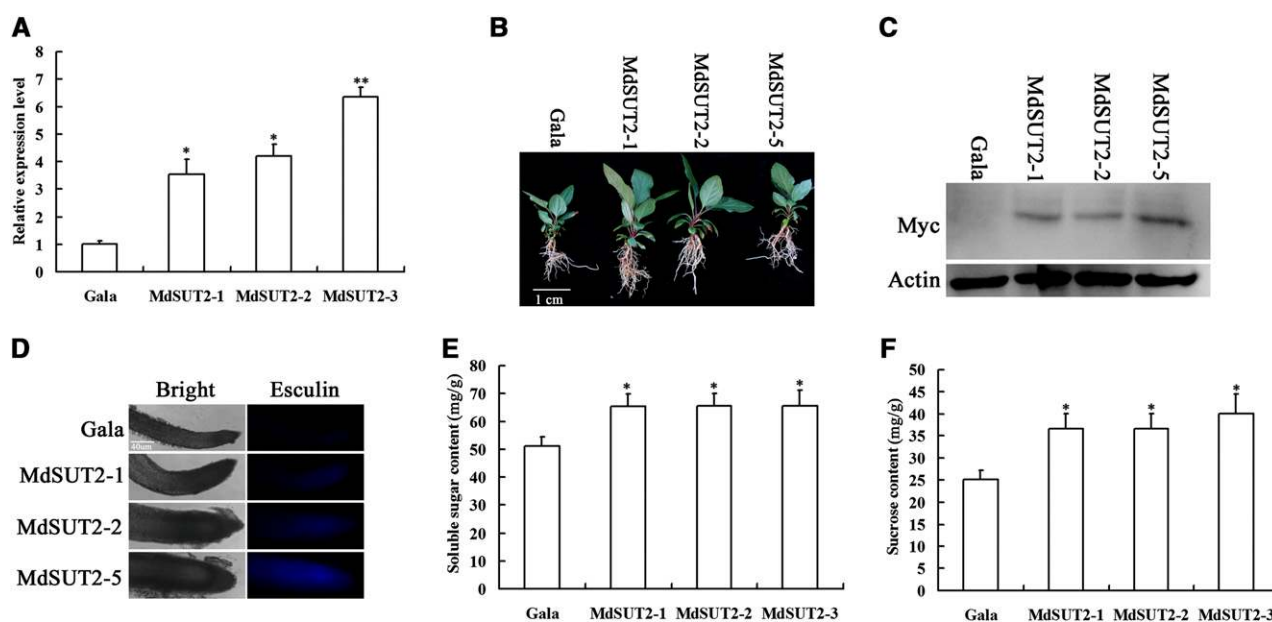 A
Relative expression level
8
7
6
5
4
3
2
1
0
*
*
**
Gala MdSUT2-1 MdSUT2-2 MdSUT2-3
B
Gala
MdSUT2-1
MdSUT2-2
MdSUT2-5
1 cm
C
Gala
MdSUT2-1
MdSUT2-2
MdSUT2-5
Myc
Actin
D
Bright Esculin
Gala
40um
MdSUT2-1
MdSUT2-2
MdSUT2-5
E
Soluble sugar content (mg/g)
80
70
60
50
40
30
20
10
0
* * *
Gala MdSUT2-1 MdSUT2-2 MdSUT2-3
F
Sucrose content (mg/g)
50
45
40
35
30
25
20
15
10
5
0
*
* *
Gala MdSUT2-1 MdSUT2-2 MdSUT2-3